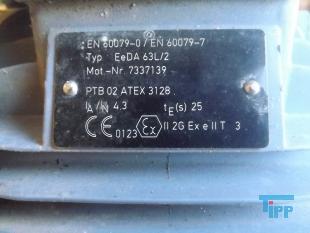 EN 60079-0 / EN 60079-7
Typ EeDA 63L/2
Mot-Nr. 7337139
PTB 02 ATEX 3128
IA/IN 4,3 tE(s) 25
CE 0123 Ex II 2G Ex e II T 3
TIPP